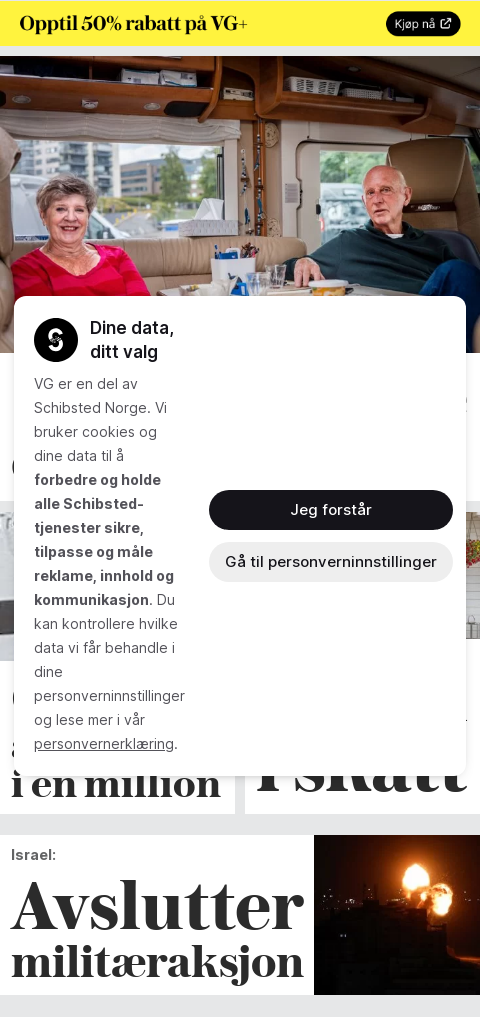 Opptil 50% rabatt på VG+
Kjøp nå
Dine data,
ditt valg
VG er en del av
Schibsted Norge. Vi
bruker cookies og
dine data til å
forbedre og holde
alle Schibsted-
tjenester sikre,
tilpasse og måle
reklame, innhold og
kommunikasjon. Du
kan kontrollere hvilke
data vi får behandle i
dine
personverninnstillinger
og lese mer i vår
personvernerklæring.
Jeg forstår
Gå til personverninnstillinger
i en million
i skatt
Israel:
Avslutter
militæraksjon